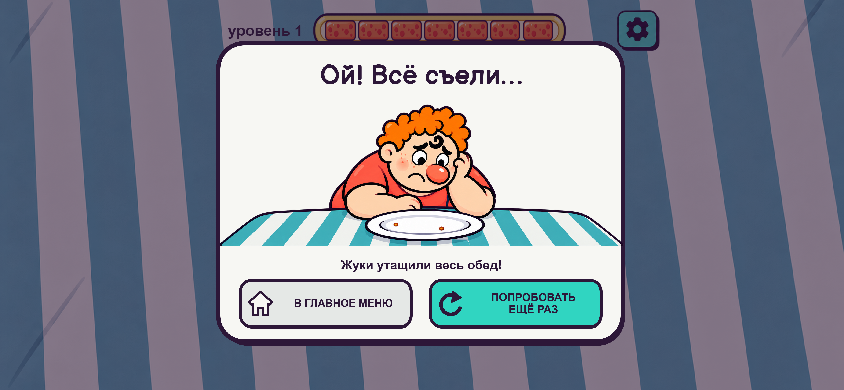 уровень 1
Ой! Всё съели...
Жуки утащили весь обед!
В ГЛАВНОЕ МЕНЮ
ПОПРОБОВАТЬ
ЕЩЁ РАЗ